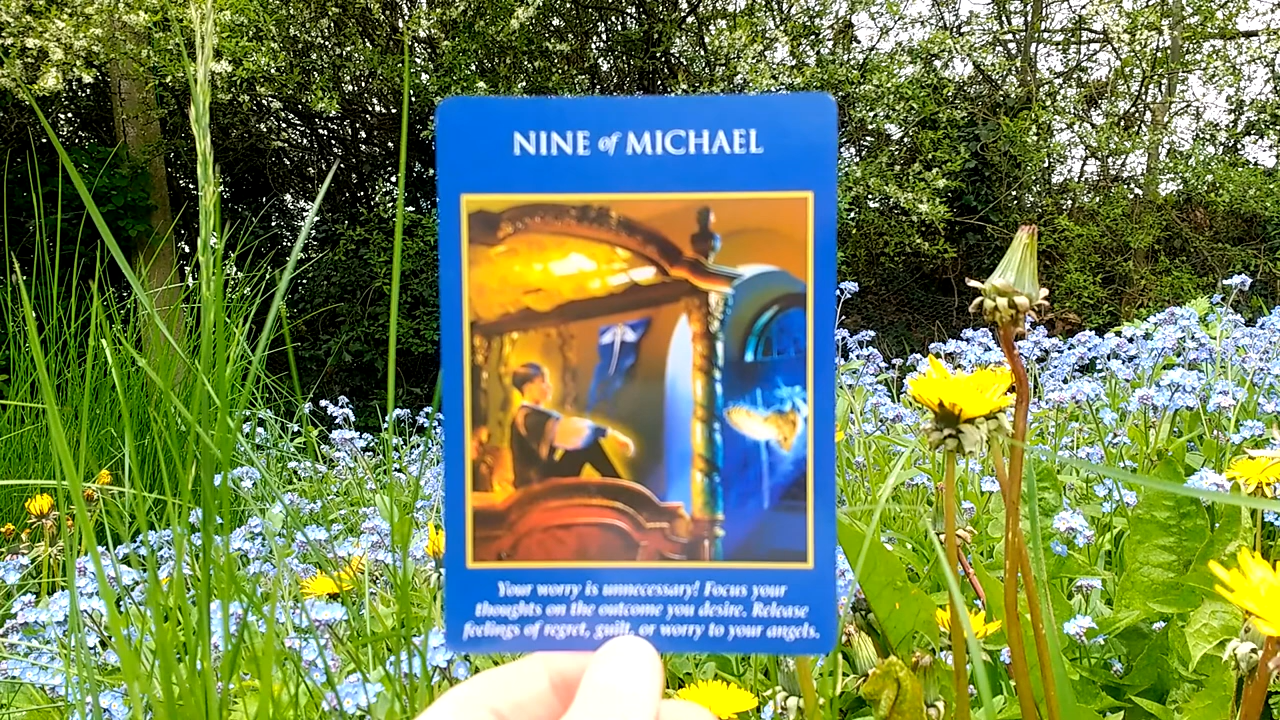 NINE of MICHAEL
Your worry is unnecessary! Focus your
thoughts on the outcome you desire. Release
feelings of regret, guilt, or worry to your angels.